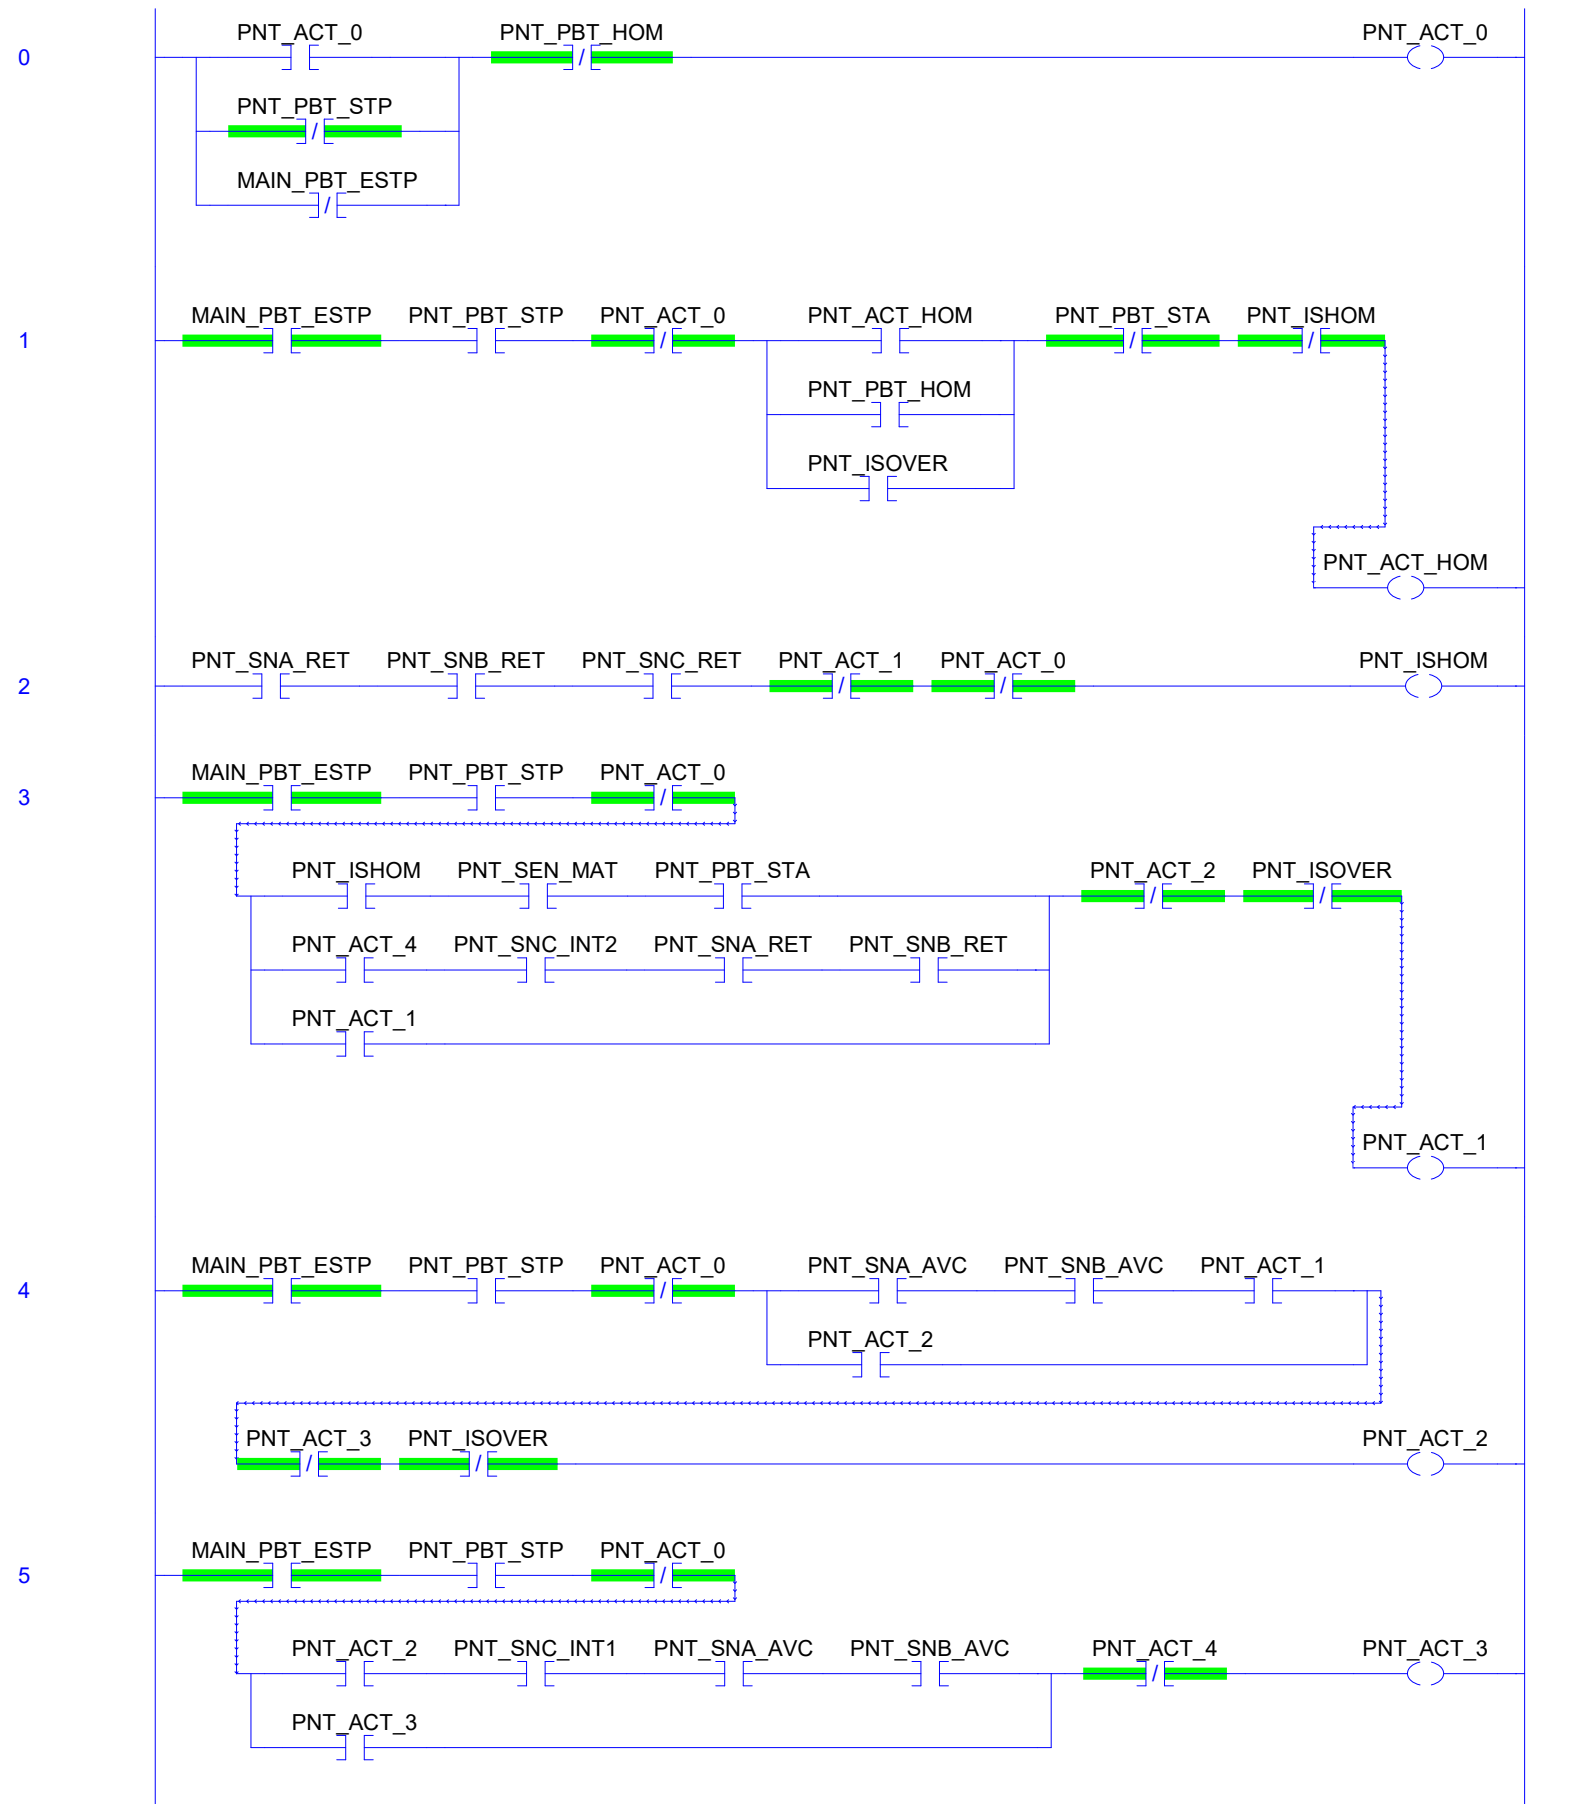 PNT_ACT_0 PNT_PBT_HOM PNT_ACT_0
0
PNT_PBT_STP
MAIN_PBT_ESTP
MAIN_PBT_ESTP PNT_PBT_STP PNT_ACT_0 PNT_ACT_HOM PNT_PBT_STA PNT_ISHOM
1
PNT_PBT_HOM
PNT_ISOVER
PNT_ACT_HOM
PNT_SNA_RET PNT_SNB_RET PNT_SNC_RET PNT_ACT_1 PNT_ACT_0 PNT_ISHOM
2
MAIN_PBT_ESTP PNT_PBT_STP PNT_ACT_0
3
PNT_ISHOM PNT_SEN_MAT PNT_PBT_STA PNT_ACT_2 PNT_ISOVER
PNT_ACT_4 PNT_SNC_INT2 PNT_SNA_RET PNT_SNB_RET
PNT_ACT_1
PNT_ACT_1
MAIN_PBT_ESTP PNT_PBT_STP PNT_ACT_0 PNT_SNA_AVC PNT_SNB_AVC PNT_ACT_1
4
PNT_ACT_2
PNT_ACT_3 PNT_ISOVER PNT_ACT_2
MAIN_PBT_ESTP PNT_PBT_STP PNT_ACT_0
5
PNT_ACT_2 PNT_SNC_INT1 PNT_SNA_AVC PNT_SNB_AVC PNT_ACT_4 PNT_ACT_3
PNT_ACT_3